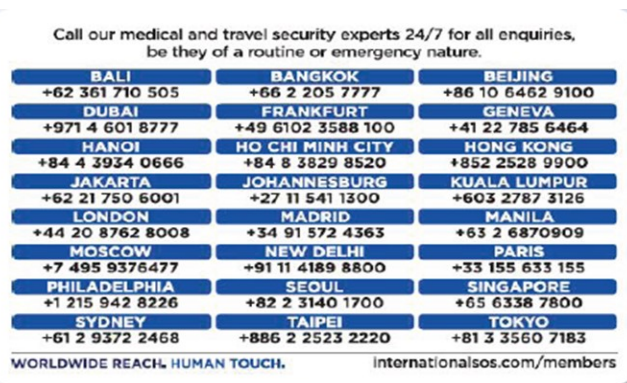 Call our medical and travel security experts 24/7 for all enquiries,
be they of a routine or emergency nature.
BALI BANGKOK BEIJING
+62 361 710 505 +66 2 205 7777 +86 10 6462 9100
DUBAI FRANKFURT GENEVA
+971 4 601 8777 +49 6102 3588 100 +41 22 785 6464
HANOI HO CHI MINH CITY HONG KONG
+84 4 3934 0666 +84 8 3829 8520 +852 2528 9900
JAKARTA JOHANNESBURG KUALA LUMPUR
+62 21 750 6001 +27 11 541 1300 +603 2787 3126
LONDON MADRID MANILA
+44 20 8762 8008 +34 91 572 4363 +63 2 6870909
MOSCOW NEW DELHI PARIS
+7 495 9376477 +91 11 4189 8800 +33 155 633 155
PHILADELPHIA SEOUL SINGAPORE
+1 215 942 8226 +82 2 3140 1700 +65 6338 7800
SYDNEY TAIPEI TOKYO
+61 2 9372 2468 +886 2 2523 2220 +81 3 3560 7183
WORLDWIDE REACH. HUMAN TOUCH. internationalsos.com/members